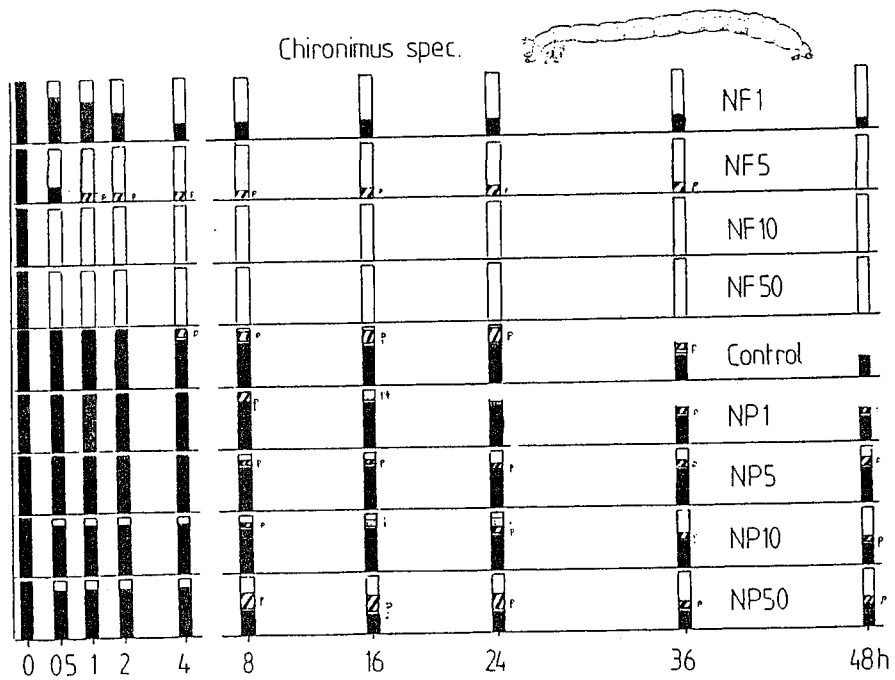 Chironimus spec.
NF1
NF5
p p p p p p p
NF10
NF50
p p p p p
Control
p p
NP1
p p p p p
NP5
p p p
NP10
p p p p p
NP50
0 05 1 2 4 8 16 24 36 48h